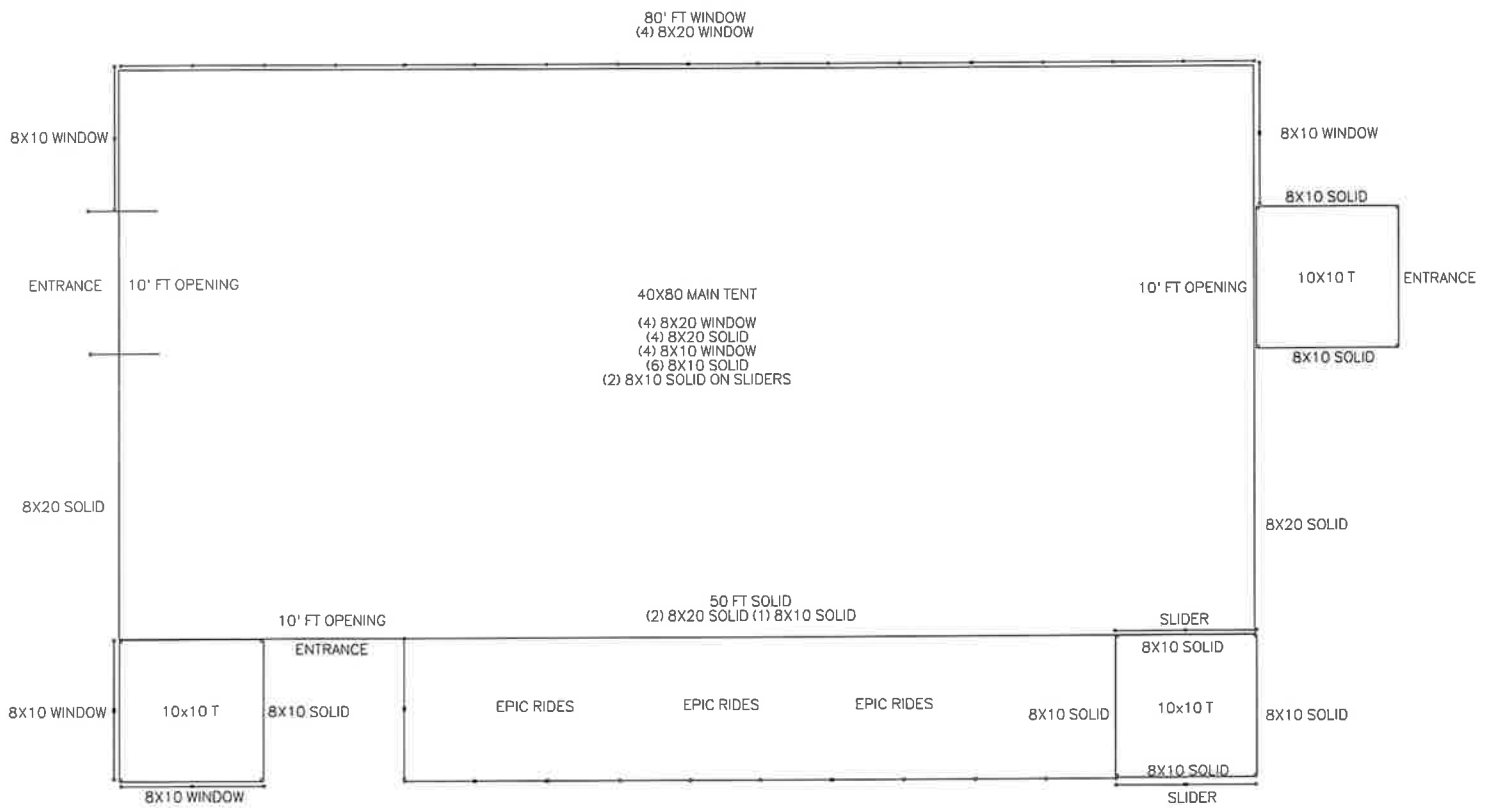 80' FT WINDOW
(4) 8X20 WINDOW
8X10 WINDOW
8X10 WINDOW
8X10 SOLID
ENTRANCE
10' FT OPENING
10' FT OPENING
10X10 T
ENTRANCE
40X80 MAIN TENT
(4) 8X20 WINDOW
(4) 8X20 SOLID
(4) 8X10 WINDOW
(6) 8X10 SOLID
(2) 8X10 SOLID ON SLIDERS
8X10 SOLID
8X20 SOLID
8X20 SOLID
10' FT OPENING
ENTRANCE
50 FT SOLID
(2) 8X20 SOLID (1) 8X10 SOLID
SLIDER
8X10 SOLID
8X10 WINDOW
10x10 T
8X10 SOLID
EPIC RIDES
EPIC RIDES
EPIC RIDES
8X10 SOLID
10x10 T
8X10 SOLID
8X10 SOLID
SLIDER
8X10 WINDOW